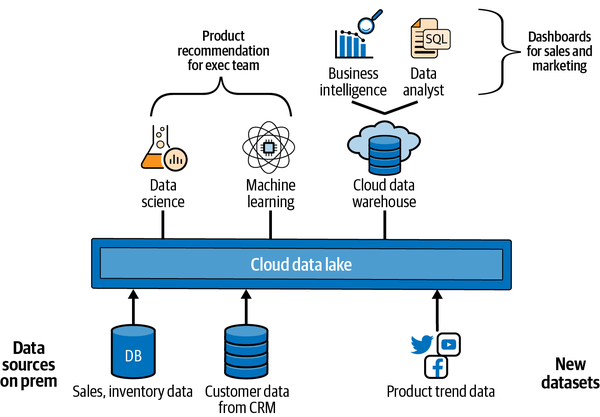 Product
recommendation
for exec team
Business
intelligence
SQL
Data
analyst
Dashboards
for sales and
marketing
Data
science
Machine
learning
Cloud data
warehouse
Cloud data lake
Data
sources
on prem
DB
Sales, inventory data
Customer data
from CRM
Product trend data
New
datasets